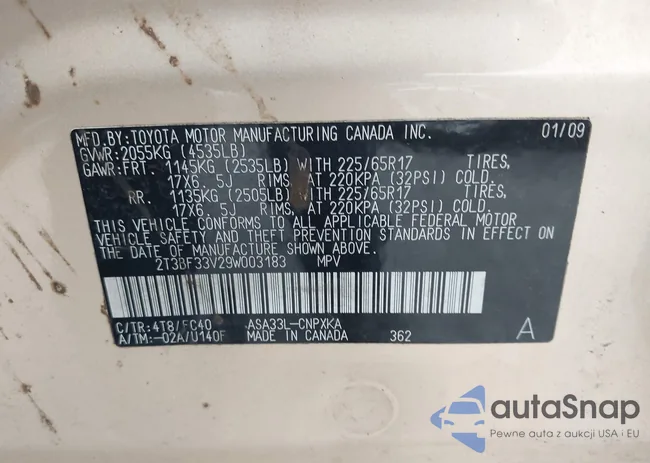 MFD.BY:TOYOTA MOTOR MANUFACTURING CANADA INC. 01/09
GVWR:2055KG (4535LB)
GAWR:FRT. 1145KG (2535LB) WITH 225/65R17 TIRES,
17X6. 5J RIMS, AT 220KPA (32PSI) COLD.
RR. 1135KG (2505LB) WITH 225/65R17 TIRES,
17X6. 5J RIMS, AT 220KPA (32PSI) COLD.
THIS VEHICLE CONFORMS TO ALL APPLICABLE FEDERAL MOTOR
VEHICLE SAFETY AND THEFT PREVENTION STANDARDS IN EFFECT ON
THE DATE OF MANUFACTURE SHOWN ABOVE.
2T3BF33V29W003183 MPV
C/TR:4T8/FC40 ASA33L-CNPXKA
A/TM:-02A/U140F MADE IN CANADA 362 A
autoSnap
Pewne auta z aukcji USA i EU